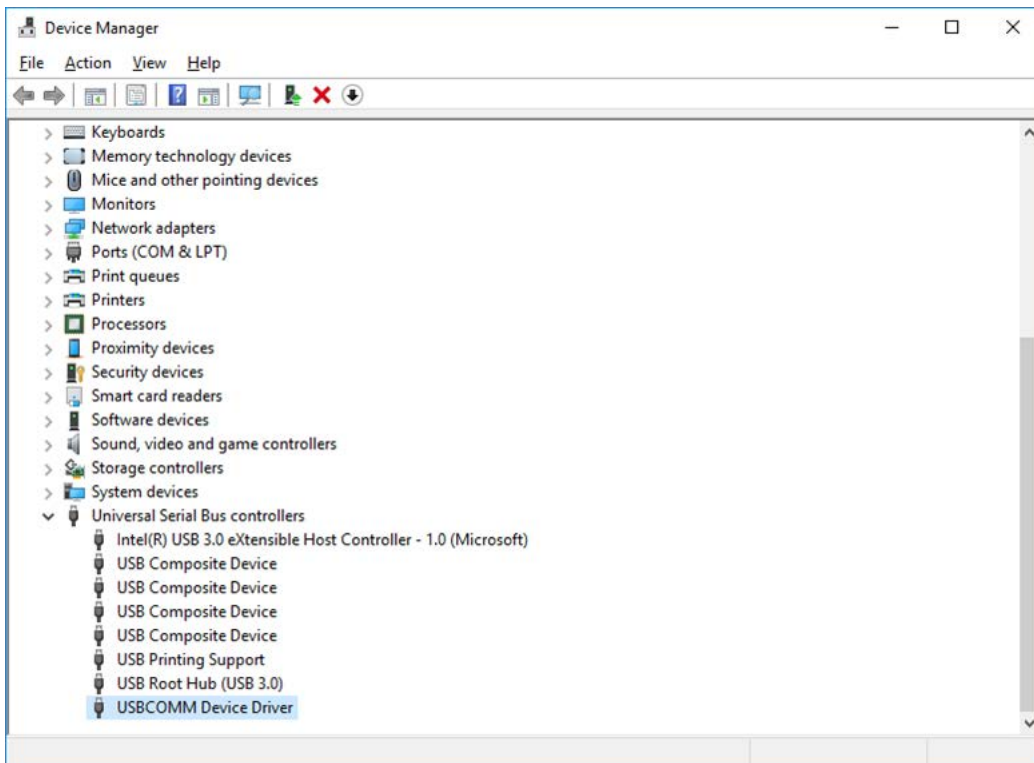 Device Manager
File Action View Help
Keyboards
Memory technology devices
Mice and other pointing devices
Monitors
Network adapters
Ports (COM & LPT)
Print queues
Printers
Processors
Proximity devices
Security devices
Smart card readers
Software devices
Sound, video and game controllers
Storage controllers
System devices
Universal Serial Bus controllers
Intel(R) USB 3.0 eXtensible Host Controller - 1.0 (Microsoft)
USB Composite Device
USB Composite Device
USB Composite Device
USB Composite Device
USB Printing Support
USB Root Hub (USB 3.0)
USBCOMM Device Driver